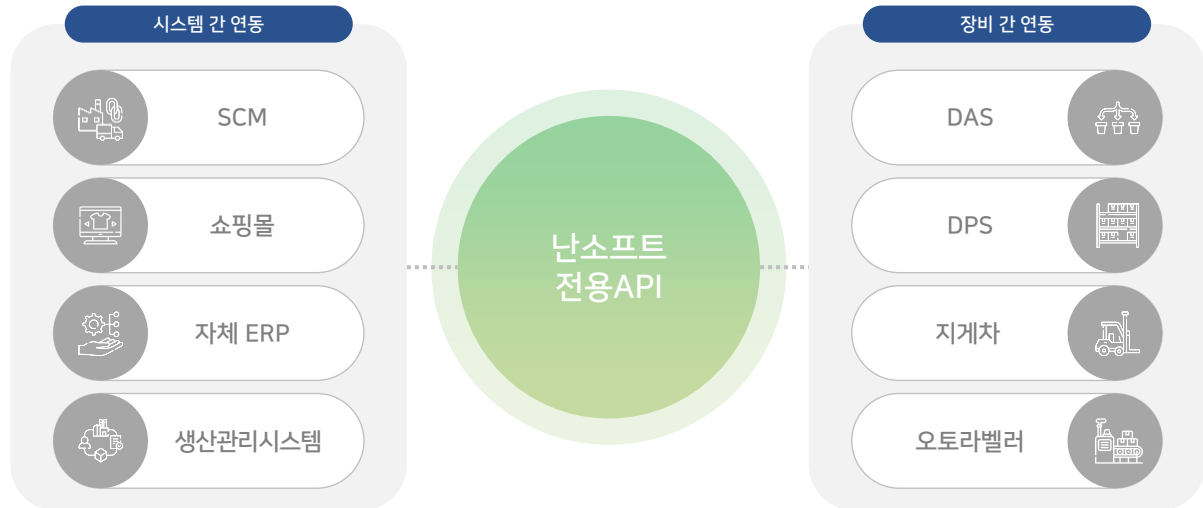 시스템 간 연동
SCM
쇼핑몰
자체 ERP
생산관리시스템
난소프트
전용API
장비 간 연동
DAS
DPS
지게차
오토라벨러